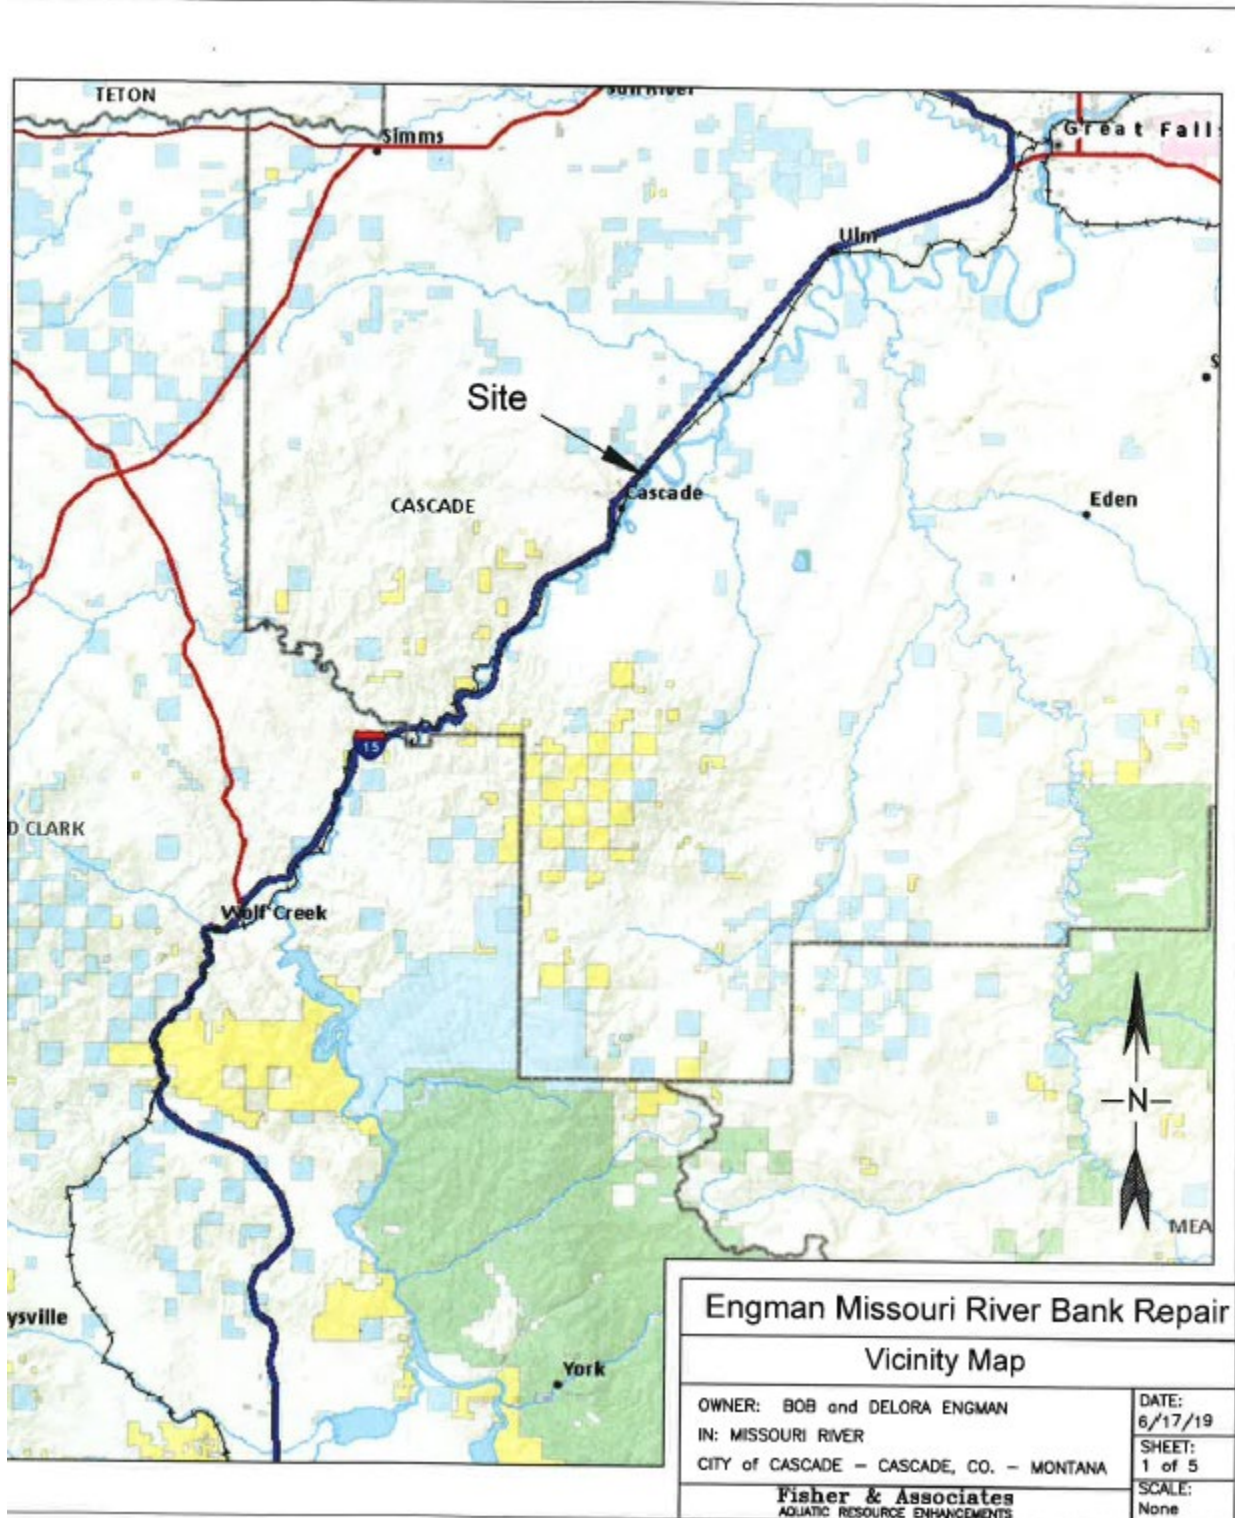 TETON
Sun River
Simms
Great Fall
Ulm
S
Site
Cascade
CASCADE
Eden
15
D CLARK
Wolf Creek
N
MEA
ysville
York
Engman Missouri River Bank Repair
Vicinity Map
OWNER: BOB and DELORA ENGMAN
IN: MISSOURI RIVER
CITY of CASCADE – CASCADE, CO. – MONTANA
DATE:
6/17/19
SHEET:
1 of 5
SCALE:
None
Fisher & Associates
AQUATIC RESOURCE ENHANCEMENTS